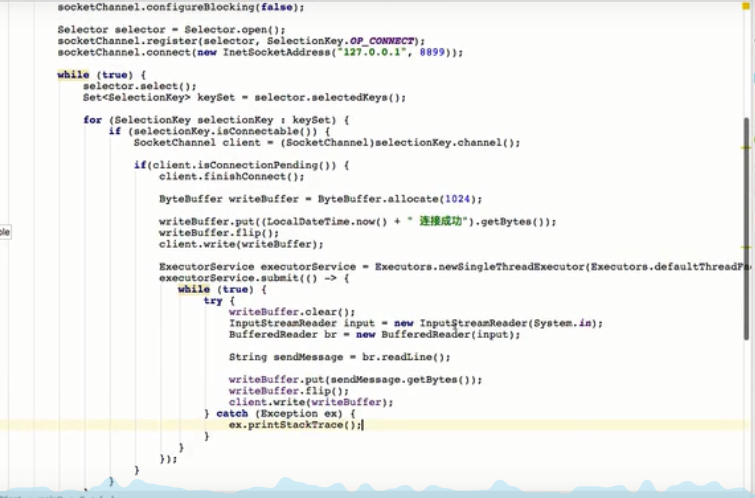 socketChannel.configureBlocking(false);
Selector selector = Selector.open();
socketChannel.register(selector, SelectionKey.OP_CONNECT);
socketChannel.connect(new InetSocketAddress("127.0.0.1", 8899));
while (true) {
selector.select();
Set<SelectionKey> keySet = selector.selectedKeys();
for (SelectionKey selectionKey : keySet) {
if (selectionKey.isConnectable()) {
SocketChannel client = (SocketChannel)selectionKey.channel();
if(client.isConnectionPending()) {
client.finishConnect();
ByteBuffer writeBuffer = ByteBuffer.allocate(1024);
writeBuffer.put((LocalDateTime.now() + " 连接成功").getBytes());
writeBuffer.flip();
client.write(writeBuffer);
ExecutorService executorService = Executors.newSingleThreadExecutor(Executors.defaultThreadFa
executorService.submit(() -> {
while (true) {
try {
writeBuffer.clear();
InputStreamReader input = new InputStreamReader(System.in);
BufferedReader br = new BufferedReader(input);
String sendMessage = br.readLine();
writeBuffer.put(sendMessage.getBytes());
writeBuffer.flip();
client.write(writeBuffer);
} catch (Exception ex) {
ex.printStackTrace();
}
}
});
}
}